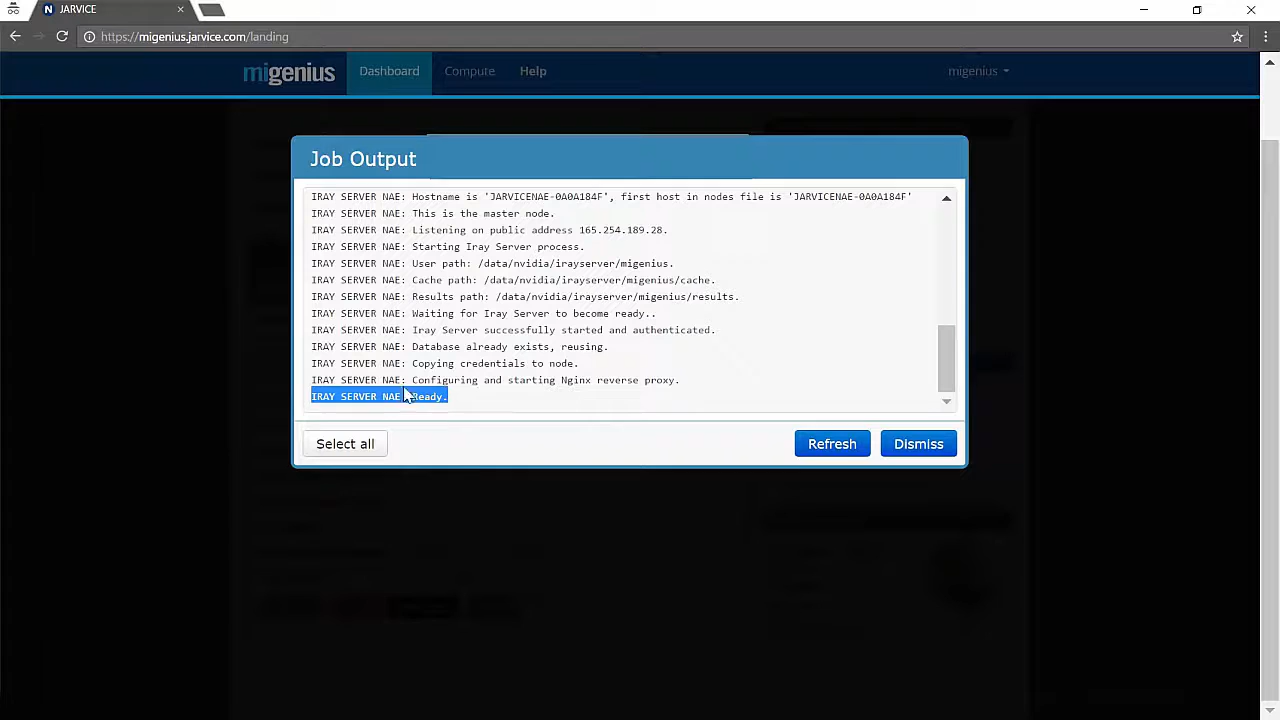 JARVICE
https://migenius.jarvice.com/landing
migenius
Dashboard
Compute
Help
migenius
Job Output
IRAY SERVER NAE: Hostname is 'JARVICENAE-0A0A184F', first host in nodes file is 'JARVICENAE-0A0A184F'
IRAY SERVER NAE: This is the master node.
IRAY SERVER NAE: Listening on public address 165.254.189.28.
IRAY SERVER NAE: Starting Iray Server process.
IRAY SERVER NAE: User path: /data/nvidia/irayserver/migenius.
IRAY SERVER NAE: Cache path: /data/nvidia/irayserver/migenius/cache.
IRAY SERVER NAE: Results path: /data/nvidia/irayserver/migenius/results.
IRAY SERVER NAE: Waiting for Iray Server to become ready..
IRAY SERVER NAE: Iray Server successfully started and authenticated.
IRAY SERVER NAE: Database already exists, reusing.
IRAY SERVER NAE: Copying credentials to node.
IRAY SERVER NAE: Configuring and starting Nginx reverse proxy.
IRAY SERVER NAE: Ready.
Select all
Refresh
Dismiss